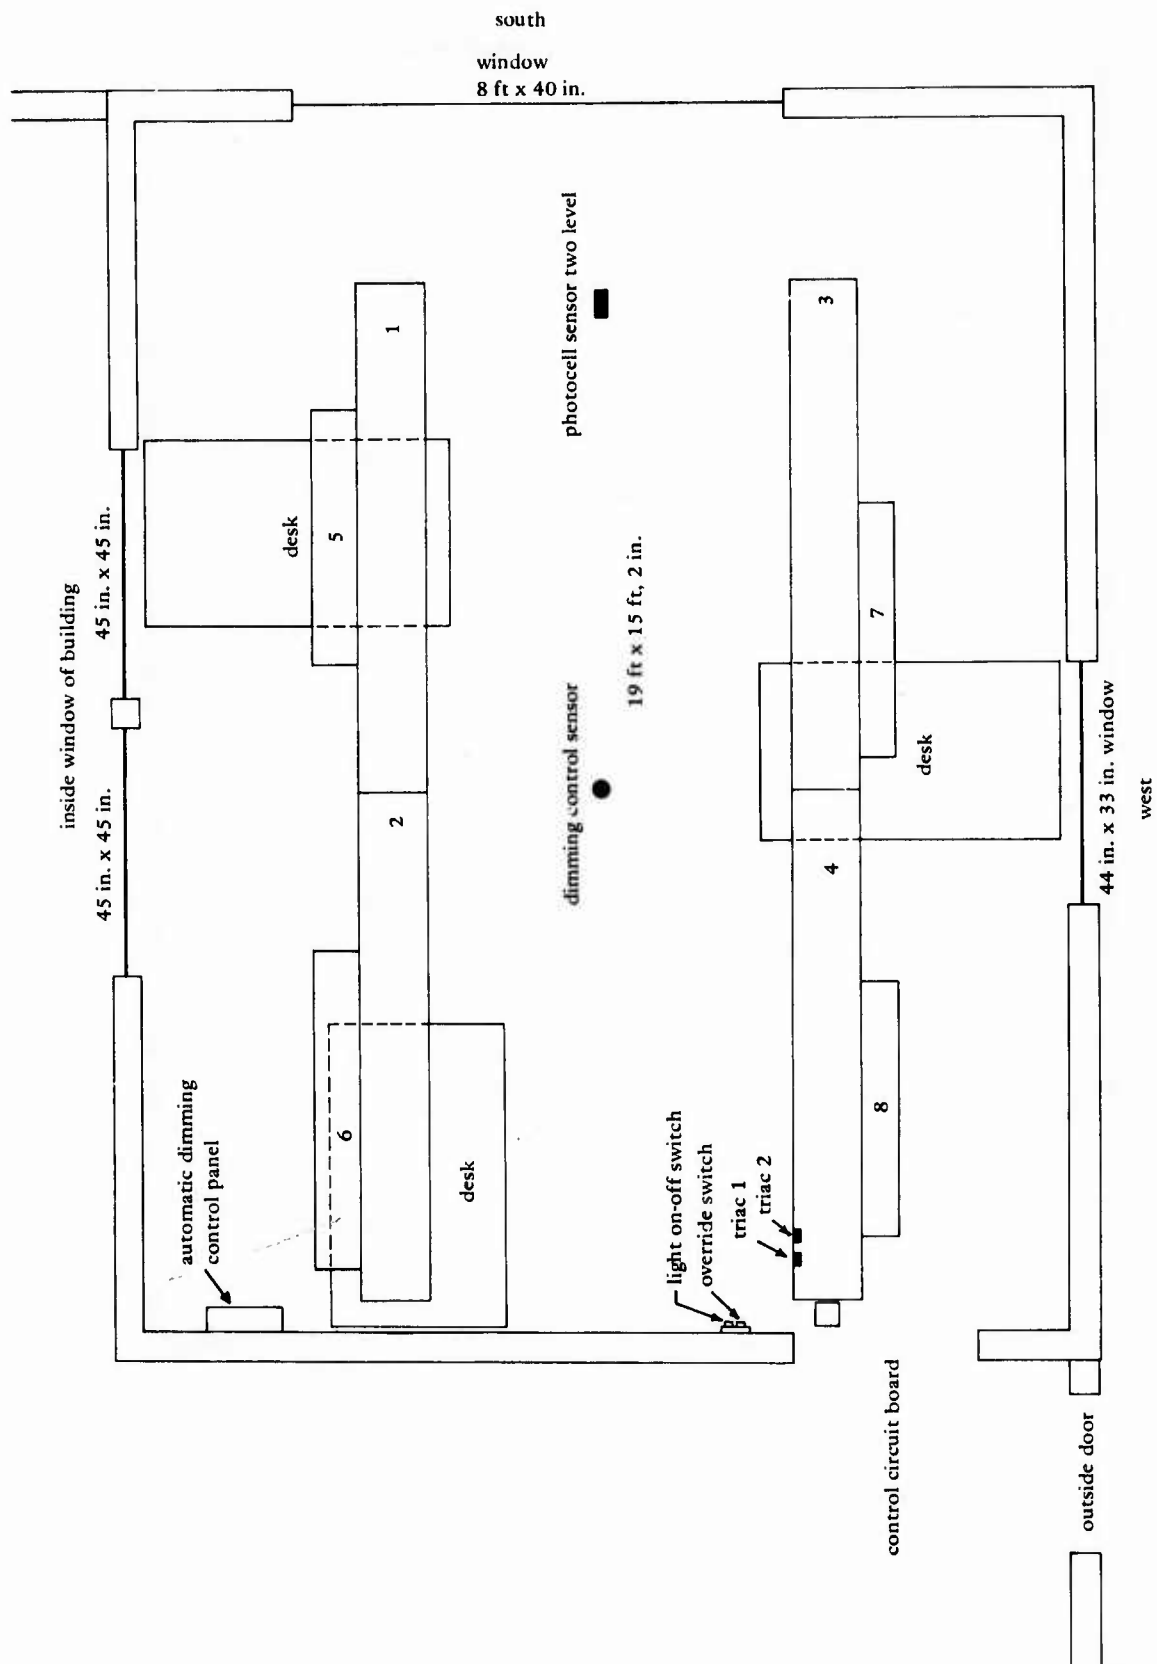 south
window
8 ft x 40 in.
inside window of building
45 in. x 45 in.
45 in. x 45 in.
photocell sensor two level
1
3
desk
5
7
19 ft x 15 ft, 2 in.
dimming control sensor
2
4
desk
44 in. x 33 in. window
west
automatic dimming
control panel
6
desk
8
light on-off switch
override switch
triac 1
triac 2
control circuit board
outside door